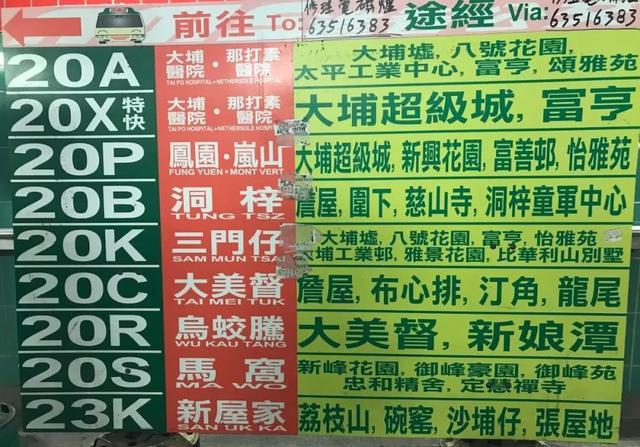 前往 To: 修理電磁爐 途經 Via:
63516383 63516383
20A 大埔 · 那打素 大埔墟, 八號花園,
醫院 醫院 太平工業中心, 富亨, 頌雅苑
TAI PO HOSPITAL · NETHERSOLE HOSPITAL
20X 特快 大埔 · 那打素 大埔超級城, 富亨
醫院 醫院
TAI PO HOSPITAL · NETHERSOLE HOSPITAL
20P 鳳園 · 嵐山 大埔超級城, 新興花園, 富善邨, 怡雅苑
FUNG YUEN · MONT VERT
20B 洞梓 詹屋, 圍下, 慈山寺, 洞梓童軍中心
TUNG TSZ
20K 三門仔 大埔墟, 八號花園, 富亨, 怡雅苑
SAM MUN TSAI 埔工業邨, 雅景花園, 比華利山別墅
20C 大美督 詹屋, 布心排, 汀角, 龍尾
TAI MEI TUK
20R 烏蛟騰 大美督, 新娘潭
WU KAU TANG
20S 馬窩 新峰花園, 御峰豪園, 御峰苑
MA WO 忠和精舍, 定慧禪寺
23K 新屋家 荔枝山, 碗窰, 沙埔仔, 張屋地
SAN UK KA